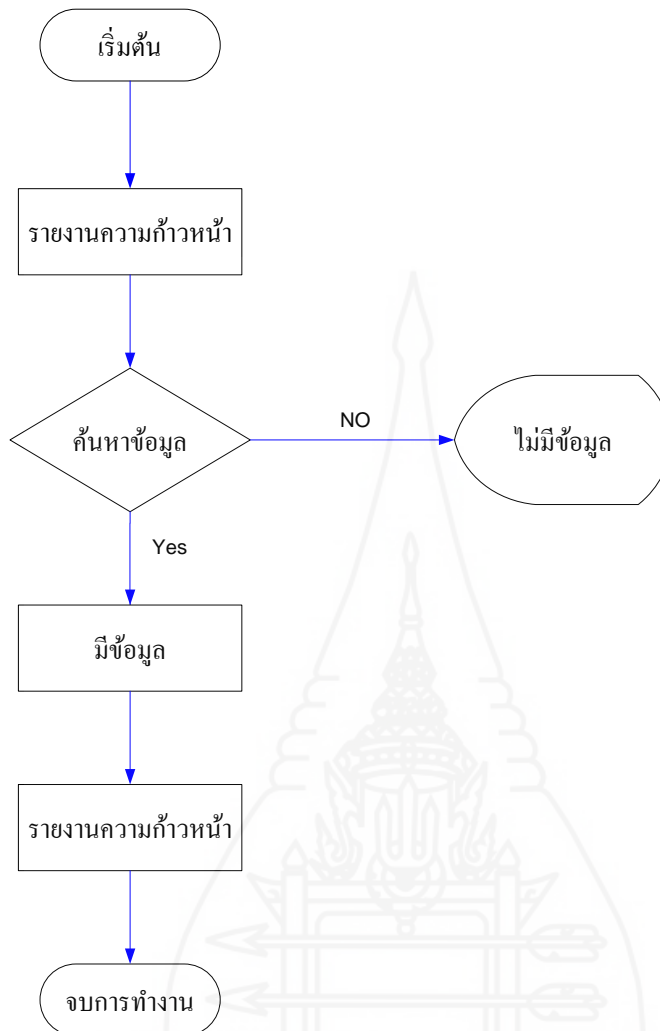 เริ่มต้น
รายงานความก้าวหน้า
ค้นหาข้อมูล
NO
ไม่มีข้อมูล
Yes
มีข้อมูล
รายงานความก้าวหน้า
จบการทำงาน